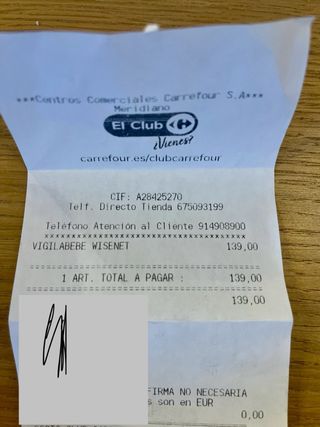 ***Centros Comerciales Carrefour S.A***
Meridiano
El Club
¿Vienes?
carrefour.es/clubcarrefour
CIF: A28425270
Telf. Directo Tienda 675093199
Teléfono Atención al Cliente 914908900
VIGILABEBE WISENET 139,00
1 ART. TOTAL A PAGAR : 139,00
139,00
FIRMA NO NECESARIA
s son en EUR
0,00